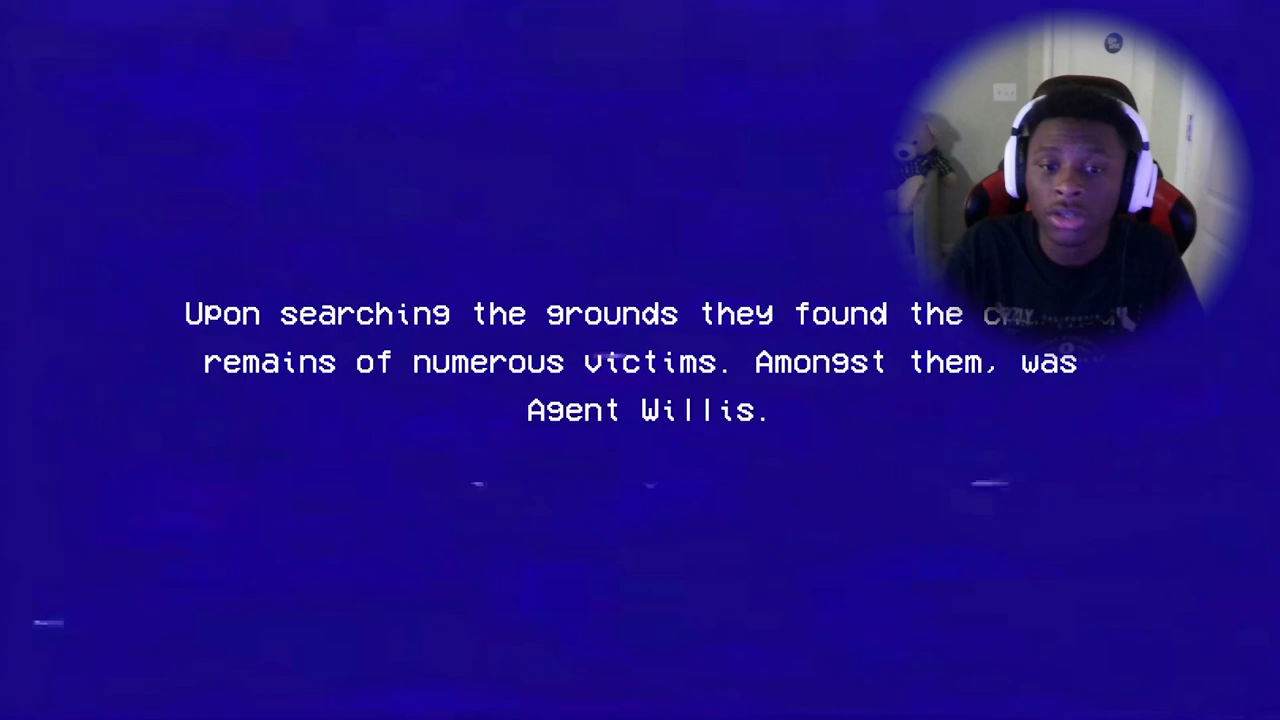 Upon searching the grounds they found the
remains of numerous victims. Amongst them, was
Agent Willis.